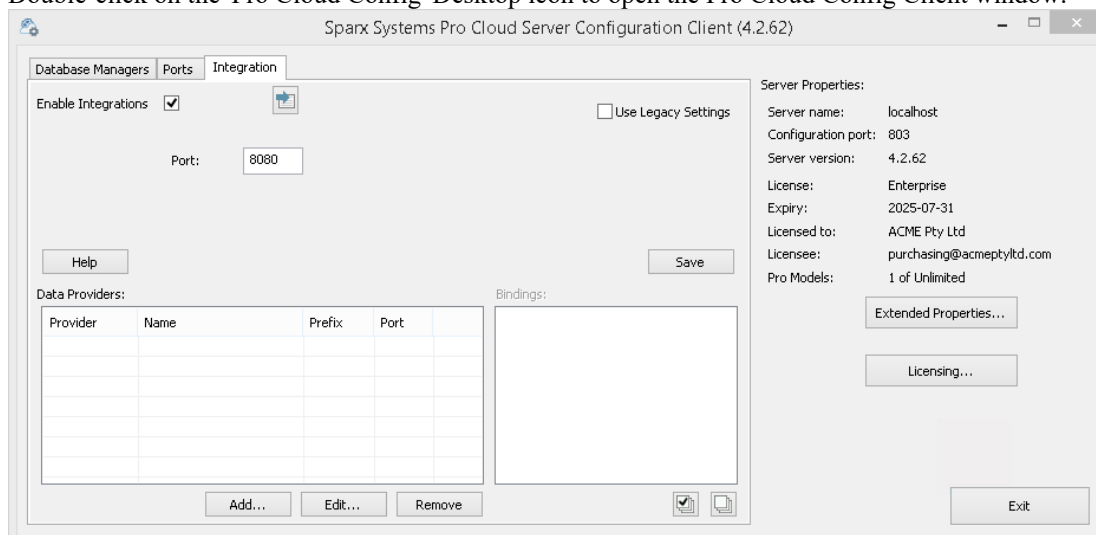 Double-click on the 'Pro Cloud Config' Desktop icon to open the Pro Cloud Config Client window.
Sparx Systems Pro Cloud Server Configuration Client (4.2.62)
Database Managers Ports Integration
Enable Integrations
Use Legacy Settings
Port: 8080
Help Save
Data Providers:
Provider Name Prefix Port
Bindings:
Add... Edit... Remove
Server Properties:
Server name: localhost
Configuration port: 803
Server version: 4.2.62
License: Enterprise
Expiry: 2025-07-31
Licensed to: ACME Pty Ltd
Licensee: purchasing@acmeptyltd.com
Pro Models: 1 of Unlimited
Extended Properties...
Licensing...
Exit